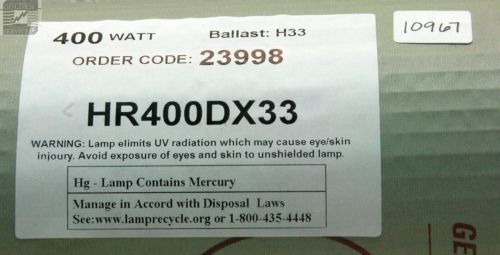 400 WATT Ballast: H33
10967
ORDER CODE: 23998
HR400DX33
WARNING: Lamp elimits UV radiation which may cause eye/skin
injoury. Avoid exposure of eyes and skin to unshielded lamp.
Hg - Lamp Contains Mercury
Manage in Accord with Disposal Laws
See:www.lamprecycle.org or 1-800-435-4448
GE